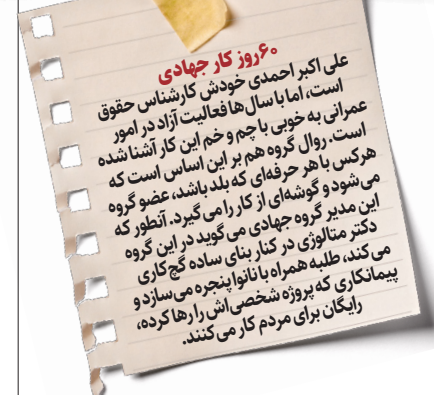 ۶۰روز کار جهادی
علی اکبر احمدی خودش کارشناس حقوق
است، اما با سال‌ها فعالیت آزاد در امور
عمرانی به خوبی با چم و خم این کار آشنا شده
است. روال گروه هم بر این اساس است که
هرکس با هر حرفه‌ای که بلد باشد، عضو گروه
می‌شود و گوشه‌ای از کار را می‌گیرد. آنطور که
این مدیر گروه جهادی می‌گوید در این گروه
دکتر متالوژی در کنار بنای ساده گچ‌کاری
می‌کند، طلبه همراه با نانوا پنجره می‌سازد و
پیمانکاری که پروژه شخصی‌اش را رها کرده،
رایگان برای مردم کار می‌کنند.